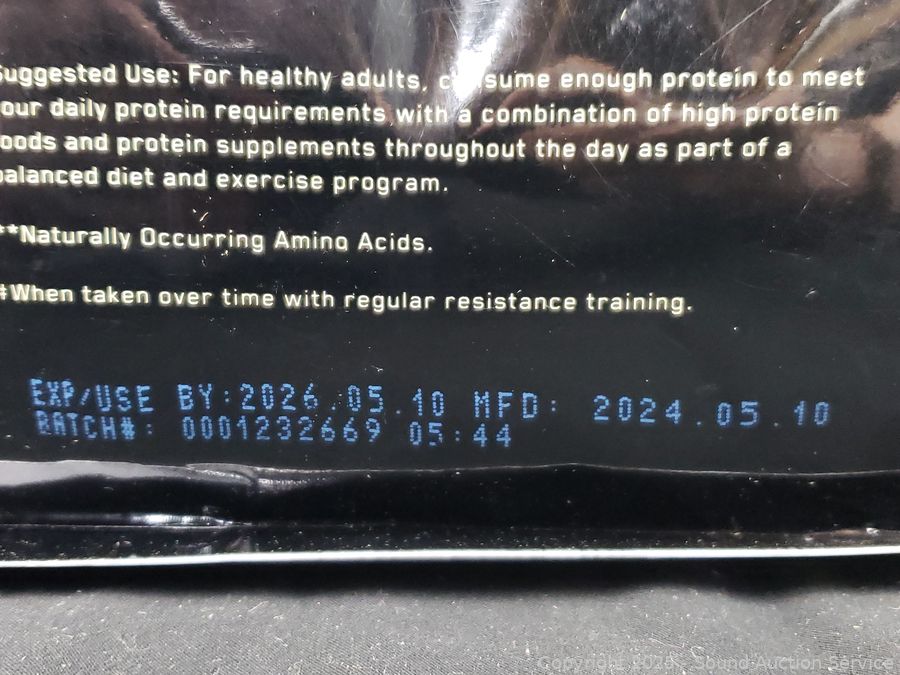 Suggested Use: For healthy adults, consume enough protein to meet
your daily protein requirements with a combination of high protein
foods and protein supplements throughout the day as part of a
balanced diet and exercise program.
**Naturally Occurring Amino Acids.
#When taken over time with regular resistance training.
EXP/USE BY:2026.05.10 MFD: 2024.05.10
BATCH#: 0001232669 05:44
Copyright 2025 - Sound Auction Service